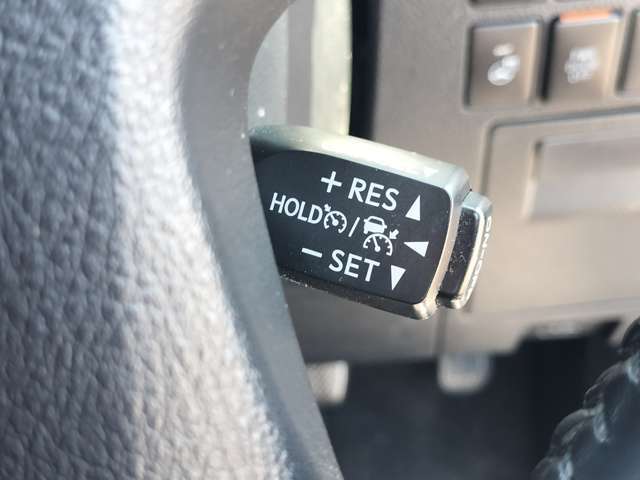 + RES ▲
HOLD / ◀
− SET ▼